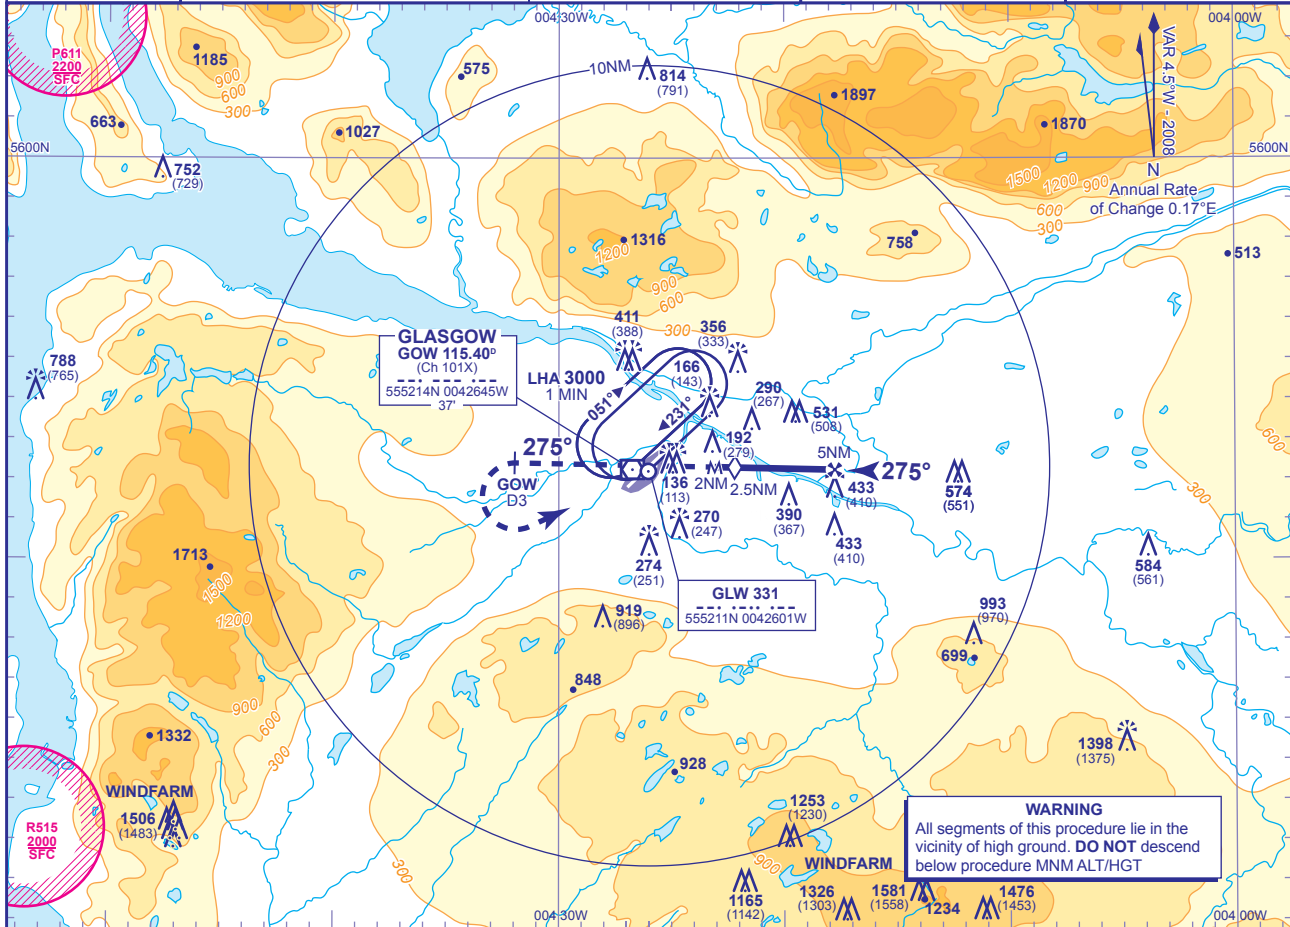 004 30W
004 00W
P611
2200
SFC
1185
900
600
300
575
10NM
814
(791)
1897
1870
VAR 4.5°W - 2008
663
1027
5600N
5600N
752
(729)
N
Annual Rate
of Change 0.17°E
1500
1200
900
600
300
1316
1200
900
600
300
758
513
411
(388)
356
(333)
GLASGOW
GOW 115.40ᴰ
(Ch 101X)
555214N 0042645W
37'
788
(765)
LHA 3000
1 MIN
051°
231°
166
(143)
290
(267)
531
(508)
192
(279)
600
275°
GOW
D3
136
(113)
M
2NM
2.5NM
5NM
275°
433
(410)
574
(551)
300
390
(367)
433
(410)
270
(247)
274
(251)
584
(561)
1713
1500
1200
900
600
300
GLW 331
555211N 0042601W
919
(896)
993
(970)
699
848
1332
928
1398
(1375)
WINDFARM
1506
(1483)
R515
2000
SFC
300
1253
(1230)
900
WINDFARM
WARNING
All segments of this procedure lie in the
vicinity of high ground. DO NOT descend
below procedure MNM ALT/HGT
1165
(1142)
1326
(1303)
1581
(1558)
1234
1476
(1453)
004 30W
004 00W